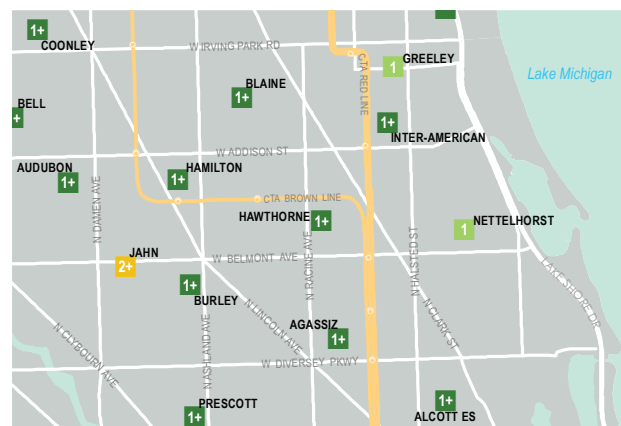 1+
COONLEY
W IRVING PARK RD
CTA RED LINE
1
GREELEY
Lake Michigan
BLAINE
1+
BELL
+
1+
INTER-AMERICAN
W ADDISON ST
AUDUBON
1+
HAMILTON
1+
N DAMEN AVE
CTA BROWN LINE
HAWTHORNE
1+
NETTELHORST
1
N RACINE AVE
N HALSTED ST
JAHN
2+
W BELMONT AVE
LAKE SHORE DR
1+
BURLEY
N LINCOLN AVE
N CLARK ST
N ASHLAND AVE
AGASSIZ
1+
N CLYBOURN AVE
W DIVERSEY PKWY
PRESCOTT
1+
1+
ALCOTT ES